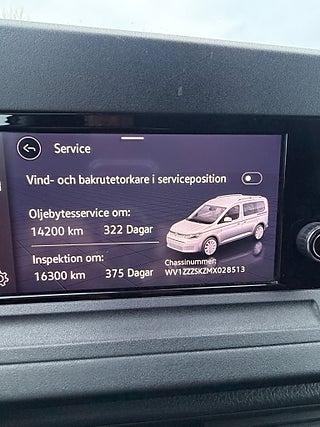 Service
Vind- och bakrutetorkare i serviceposition
Oljebytesservice om:
14200 km 322 Dagar
Inspektion om:
16300 km 375 Dagar
Chassinummer:
WV1ZZZSKZMX028513